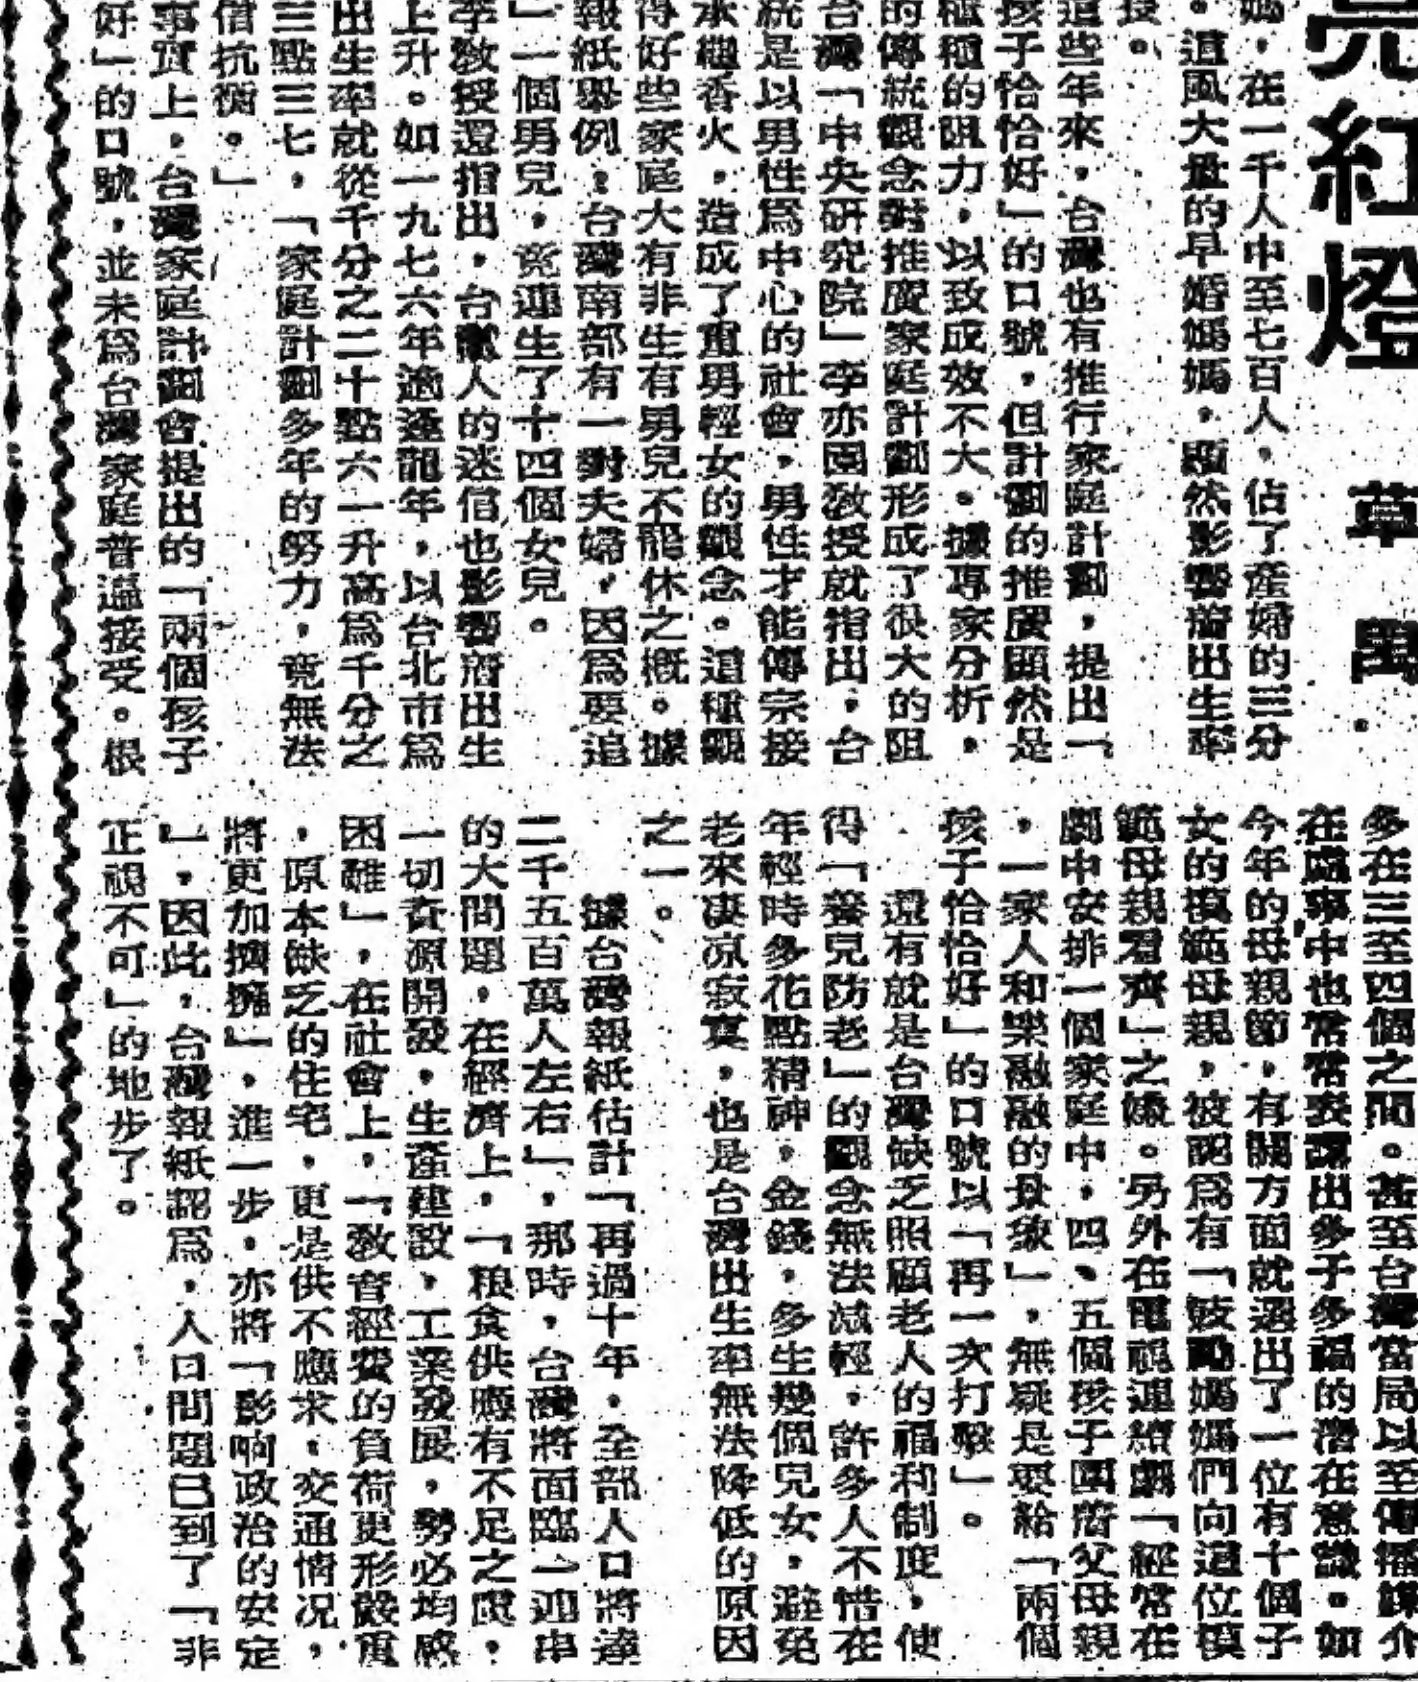 亮紅燈
草
媽，在一千人中至七百人，佔了產婦的三分
。這風大量的早婚媽媽，顯然影響着出生率
這些年來，台灣也有推行家庭計劃，提出「
孩子恰恰好」的口號，但計劃的推廣顯然是
種種的阻力，以致成效不大。據專家分析，
的傳統觀念對推廣家庭計劃形成了很大的阻
台灣「中央研究院」李亦園教授就指出，台
統是以男性爲中心的社會，男性才能傳宗接
承繼香火，造成了重男輕女的觀念。這種觀
得好些家庭大有非生有男兒不能休之概。據
報紙舉例：台灣南部有一對夫婦，因爲要追
」一個男兒，竟連生了十四個女兒。
李教授還指出，台灣人的迷信也影響着出生
上升。如一九七六年適逢龍年，以台北市爲
出生率就從千分之二十點六一升高爲千分之
三點三七，「家庭計劃多年的努力，竟無法
信抗衡。」
事實上，台灣家庭計劃會提出的「兩個孩子
好」的口號，並未爲台灣家庭普遍接受。根
多在三至四個之間。甚至台灣當局以至傳播媒介
在處事中也常常表露出多子多福的潛在意識。如
今年的母親節，有關方面就選出了一位有十個子
女的模範母親，被認爲有「鼓勵媽媽們向這位模
範母親看齊」之嫌。另外在電視連續劇「經常在
劇中安排一個家庭中，四、五個孩子圍着父母親
，一家人和樂融融的景象」，無疑是要給「兩個
孩子恰恰好」的口號以「再一次打擊」。
還有就是台灣缺乏照顧老人的福利制度，使
得「養兒防老」的觀念無法減輕，許多人不惜在
年輕時多花點精神，金錢，多生幾個兒女，避免
老來凄凉寂寞，也是台灣出生率無法降低的原因
之一。
據台灣報紙估計「再過十年，全部人口將達
二千五百萬人左右」，那時，台灣將面臨一連串
的大問題，在經濟上，「粮食供應有不足之虞，
一切資源開發，生產建設，工業發展，勢必均感
困難」，在社會上，「教育經費的負荷更形嚴重
，原本缺乏的住宅，更是供不應求，交通情况，
將更加擠擁」，進一步，亦將「影响政治的安定
」，因此，台灣報紙認爲，人口問題已到了「非
正視不可」的地步了。